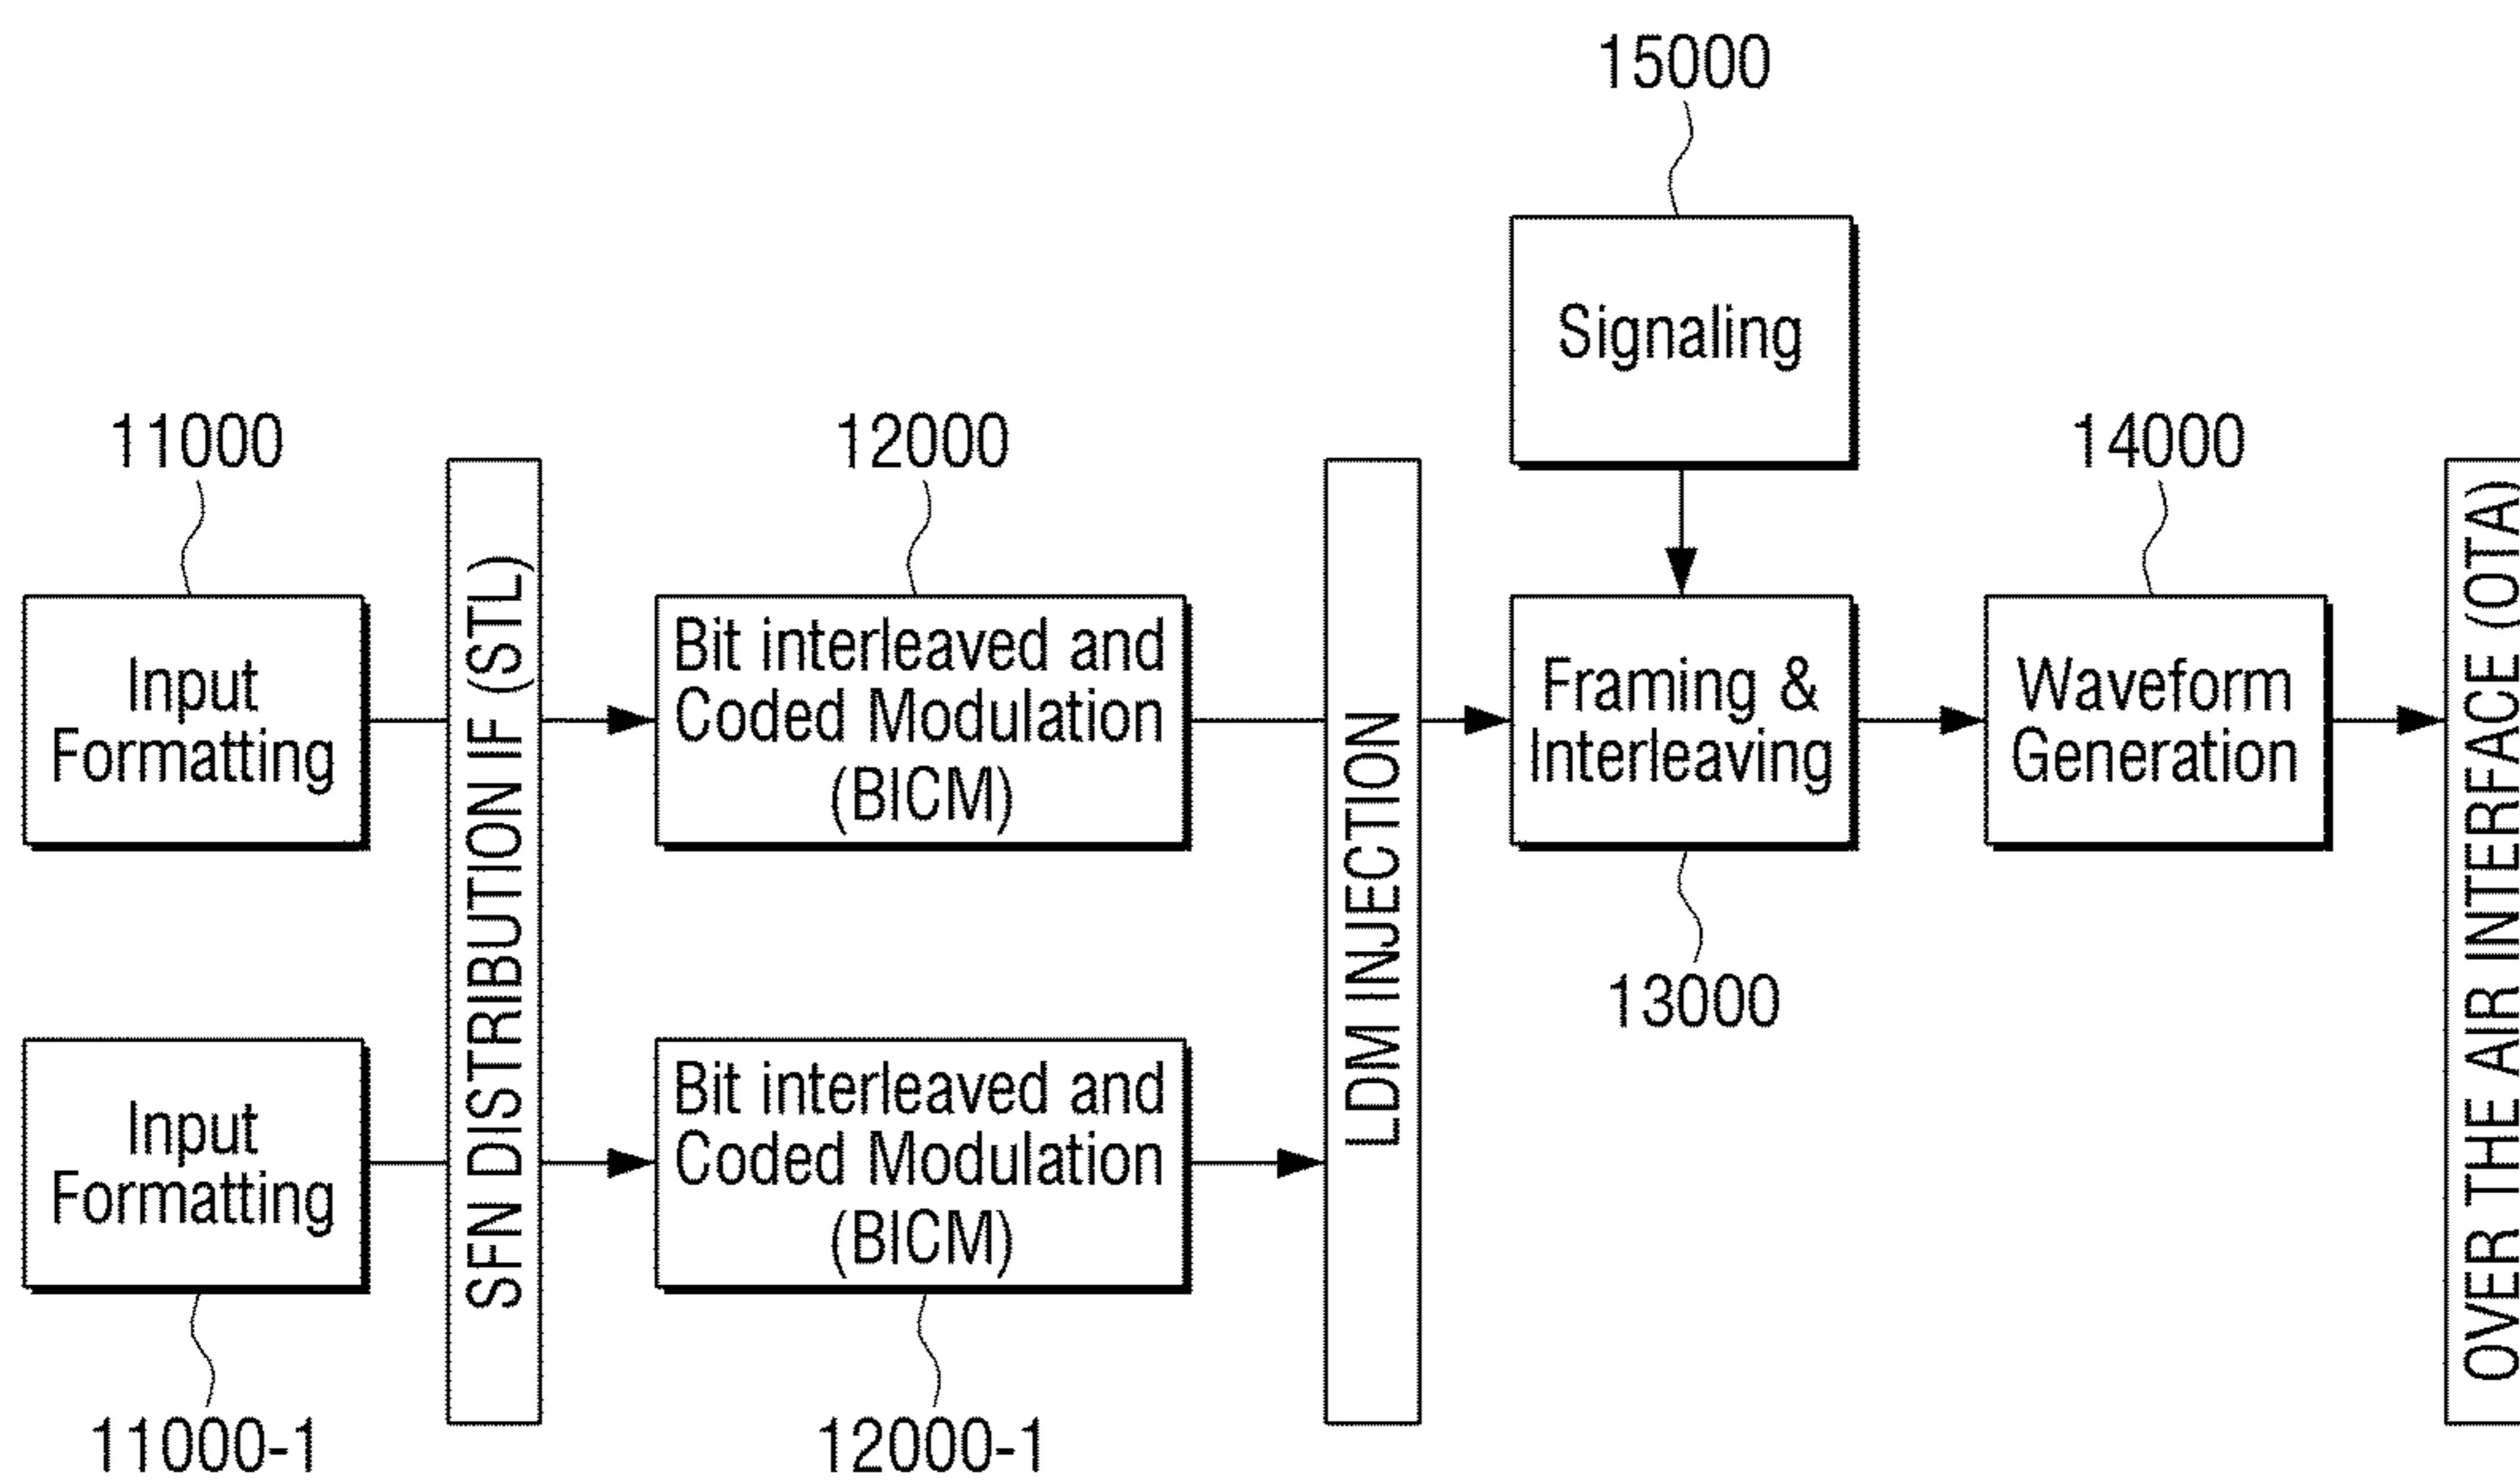 15000
Signaling
11000
12000
14000
Input
Formatting
SFN DISTRIBUTION IF (STL)
Bit interleaved and
Coded Modulation
(BICM)
LDM INJECTION
Framing &
Interleaving
Waveform
Generation
OVER THE AIR INTERFACE (OTA)
13000
Input
Formatting
Bit interleaved and
Coded Modulation
(BICM)
11000-1
12000-1